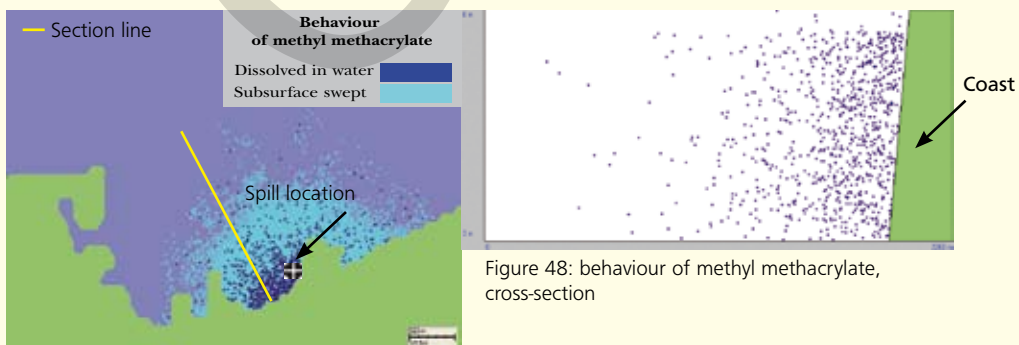 Section line
Behaviour
of methyl methacrylate
Dissolved in water
Subsurface swept
Spill location
Coast
Figure 48: behaviour of methyl methacrylate,
cross-section